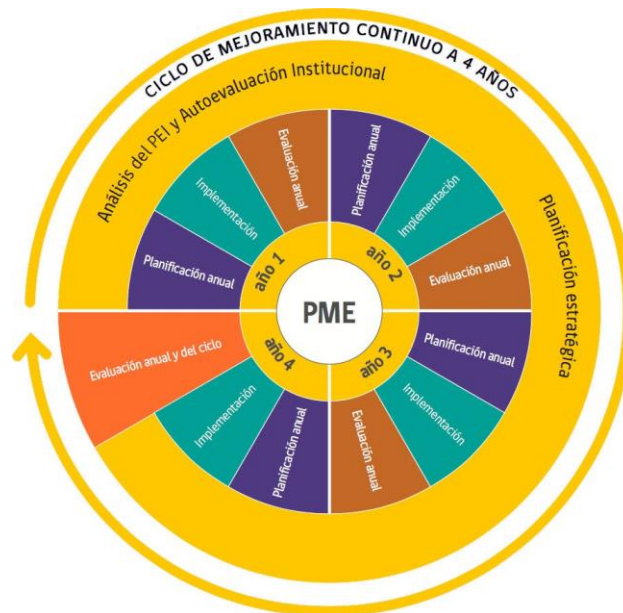 CICLO DE MEJORAMIENTO CONTINUO A 4 AÑOS
Análisis del PEI y Autoevaluación Institucional
Planificación estratégica
PME
año 1
Planificación anual
Implementación
Evaluación anual
año 2
Planificación anual
Implementación
Evaluación anual
año 3
Planificación anual
Implementación
Evaluación anual
año 4
Planificación anual
Implementación
Evaluación anual y del ciclo